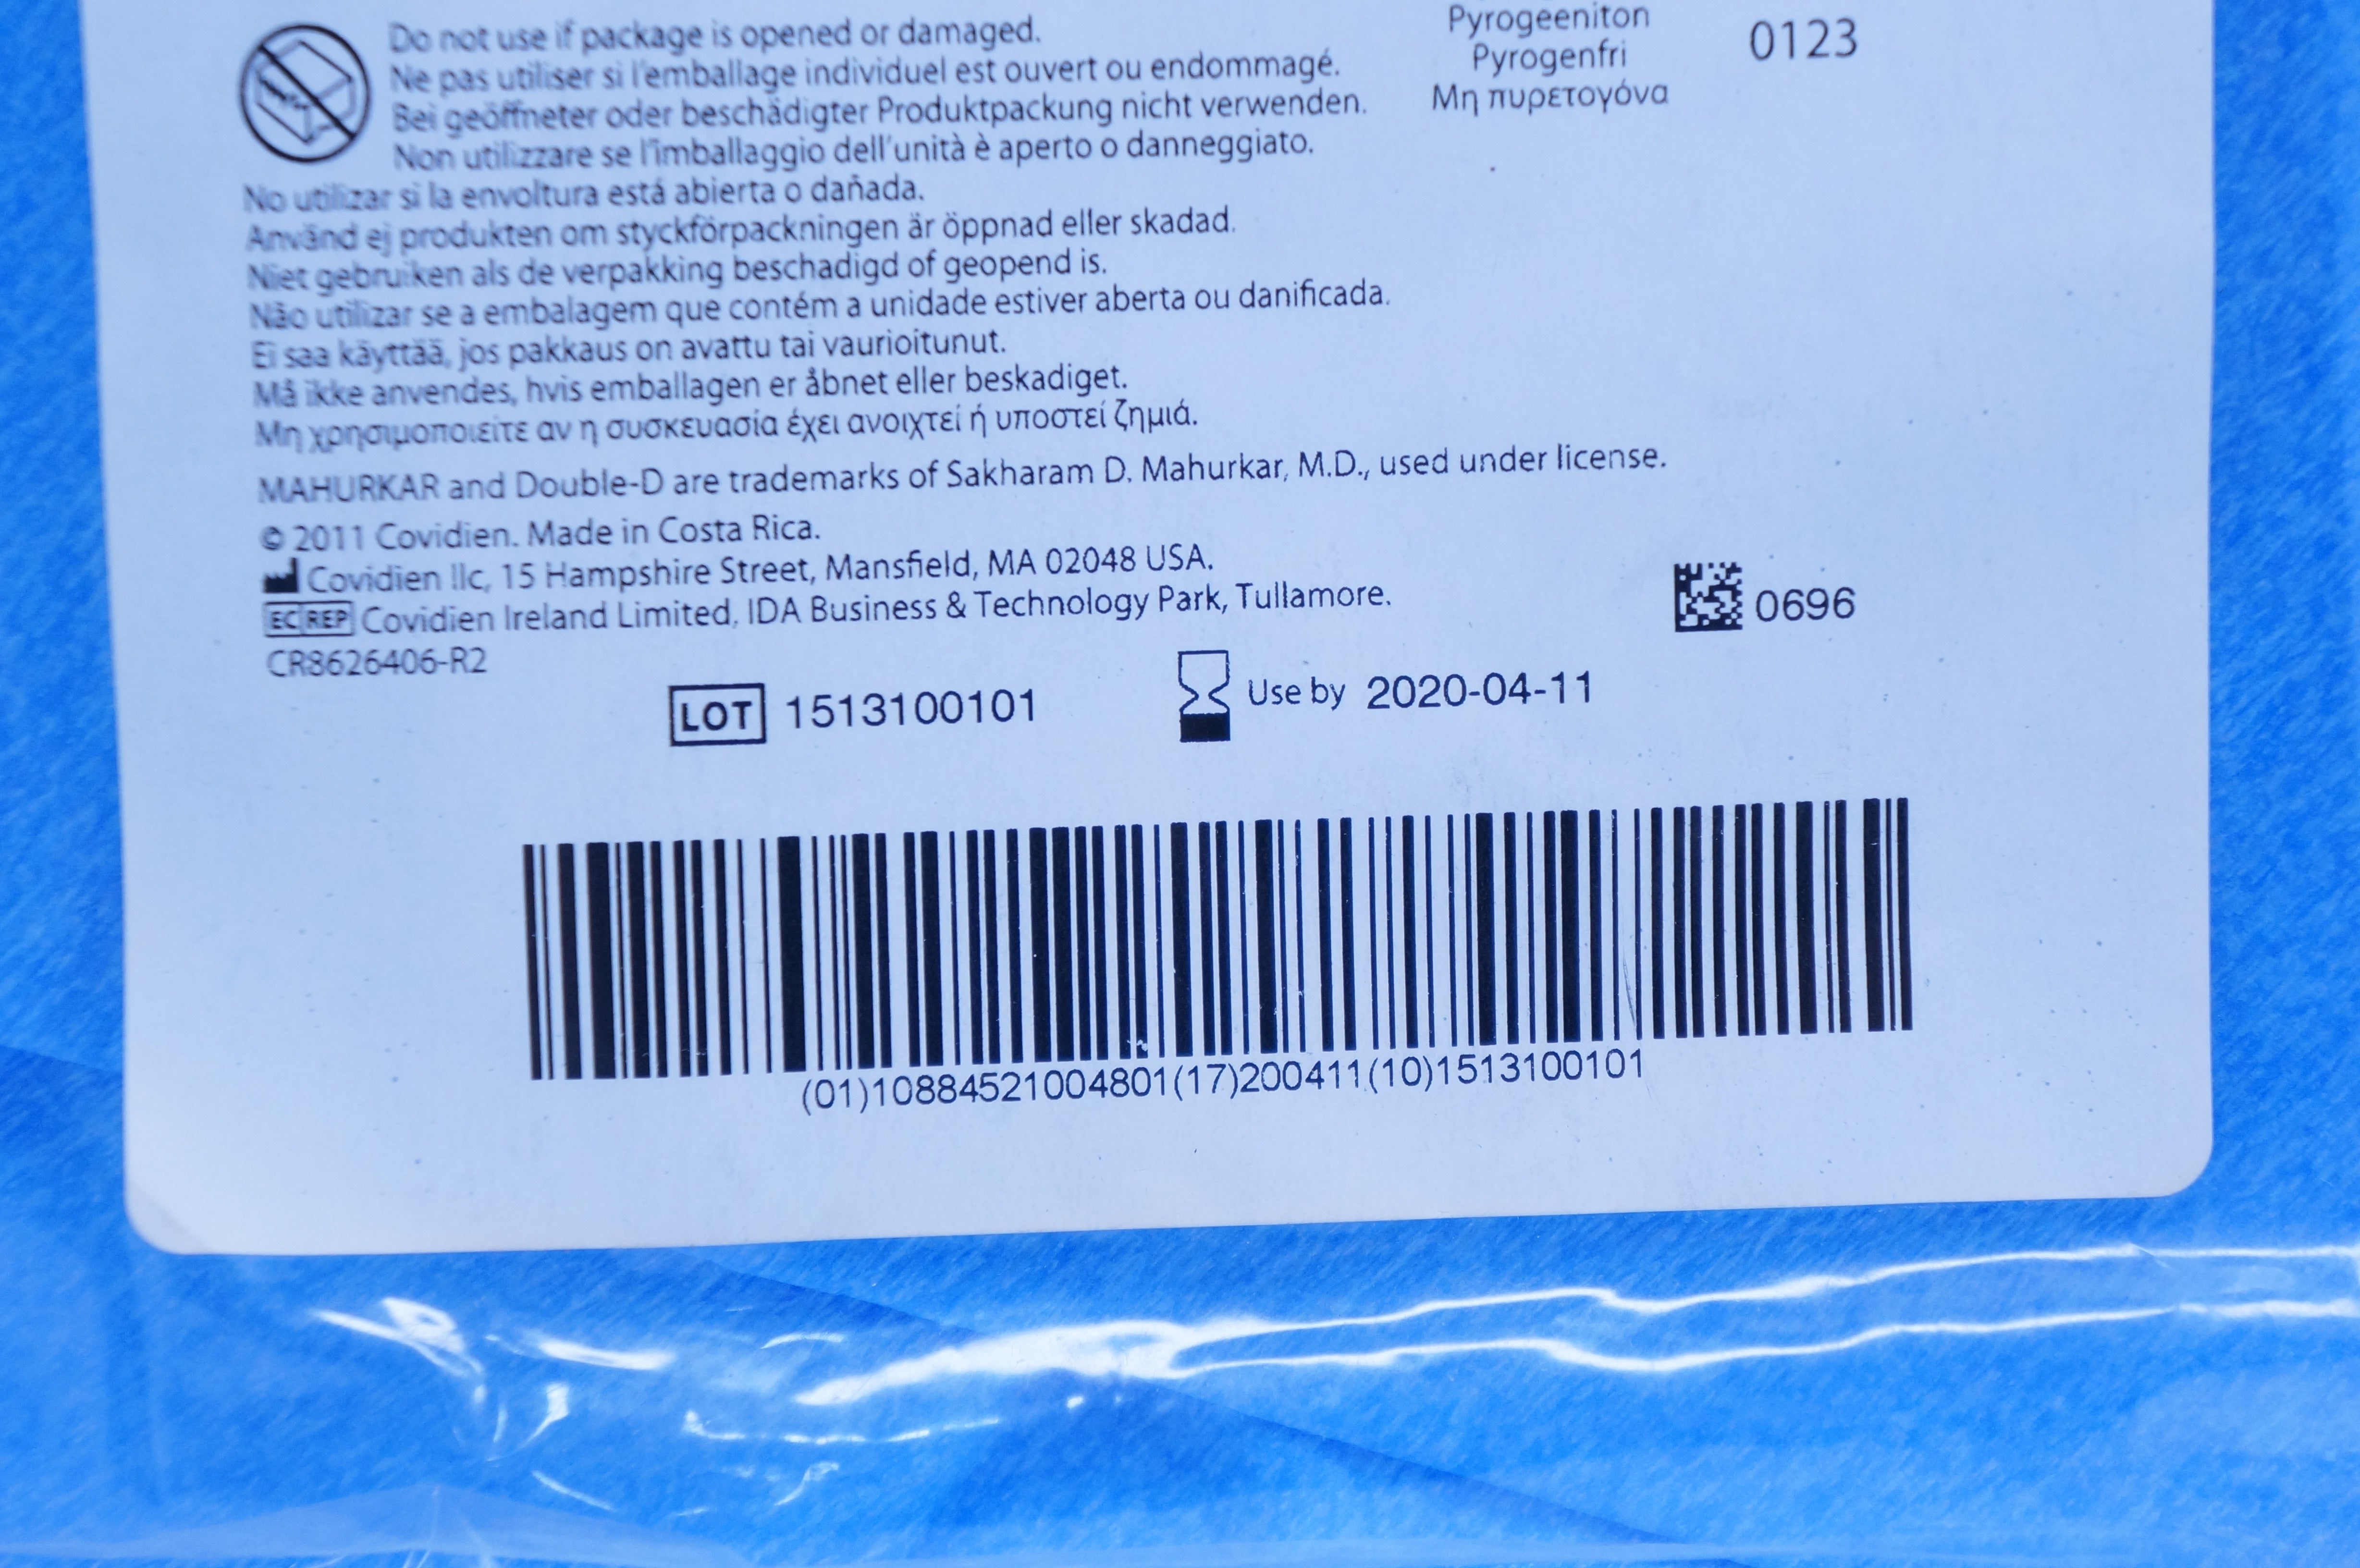 Do not use if package is opened or damaged.
Ne pas utiliser si l'emballage individuel est ouvert ou endommagé.
Bei geöffneter oder beschädigter Produktpackung nicht verwenden.
Non utilizzare se l'imballaggio dell'unità è aperto o danneggiato.
No utilizar si la envoltura está abierta o dañada.
Använd ej produkten om styckförpackningen är öppnad eller skadad.
Niet gebruiken als de verpakking beschadigd of geopend is.
Não utilizar se a embalagem que contém a unidade estiver aberta ou danificada.
Ei saa käyttää, jos pakkaus on avattu tai vaurioitunut.
Må ikke anvendes, hvis emballagen er åbnet eller beskadiget.
Μη χρησιμοποιείτε αν η συσκευασία έχει ανοιχτεί ή υποστεί ζημιά.
Pyrogeeniton
Pyrogenfri
Μη πυρετογόνα
0123
MAHURKAR and Double-D are trademarks of Sakharam D. Mahurkar, M.D., used under license.
© 2011 Covidien. Made in Costa Rica.
Covidien llc, 15 Hampshire Street, Mansfield, MA 02048 USA.
EC REP Covidien Ireland Limited, IDA Business & Technology Park, Tullamore.
0696
CR8626406-R2
LOT 1513100101
Use by 2020-04-11
(01)10884521004801(17)200411(10)1513100101